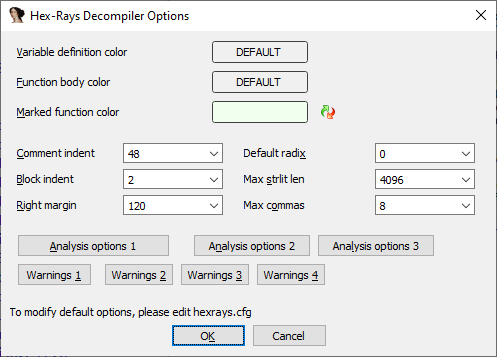 Hex-Rays Decompiler Options
Variable definition color DEFAULT
Function body color DEFAULT
Marked function color
Comment indent 48 Default radix 0
Block indent 2 Max strlit len 4096
Right margin 120 Max commas 8
Analysis options 1 Analysis options 2 Analysis options 3
Warnings 1 Warnings 2 Warnings 3 Warnings 4
To modify default options, please edit hexrays.cfg
OK Cancel